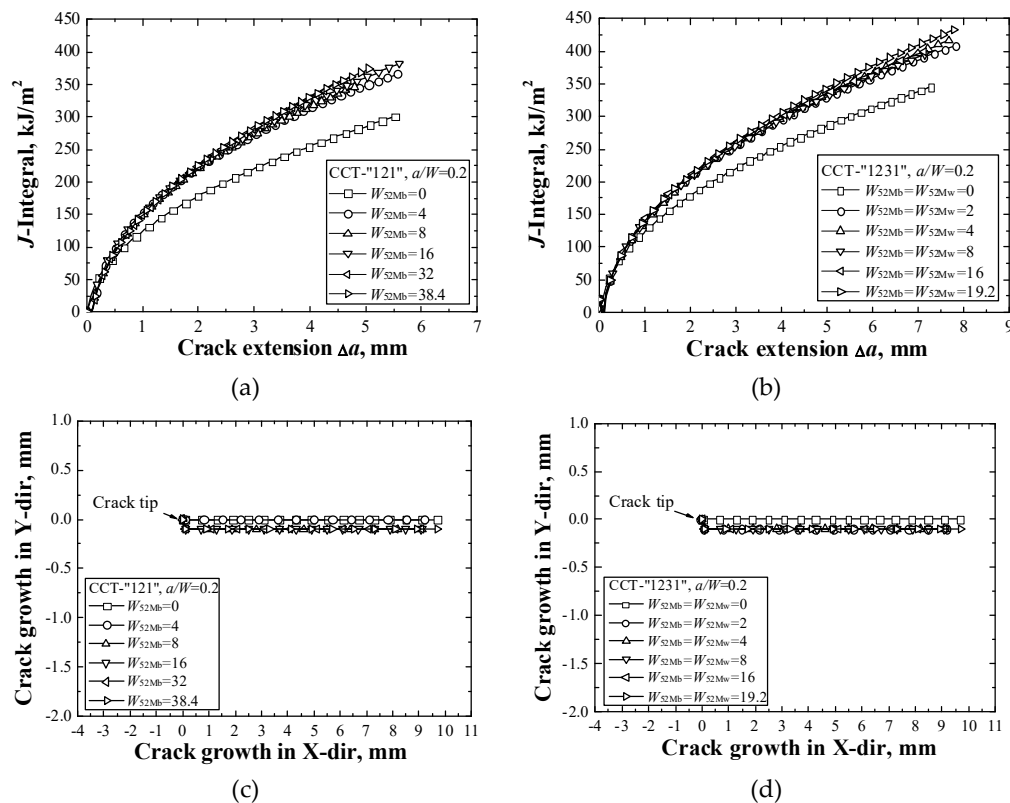 450
400
350
300
250
200
150
100
50
0
J-Integral, kJ/m²
CCT-"121", a/W=0.2
W52Mb=0
W52Mb=4
W52Mb=8
W52Mb=16
W52Mb=32
W52Mb=38.4
0 1 2 3 4 5 6 7
Crack extension Δa, mm
(a)
450
400
350
300
250
200
150
100
50
0
J-Integral, kJ/m²
CCT-"1231", a/W=0.2
W52Mb=W52Mw=0
W52Mb=W52Mw=2
W52Mb=W52Mw=4
W52Mb=W52Mw=8
W52Mb=W52Mw=16
W52Mb=W52Mw=19.2
0 1 2 3 4 5 6 7 8 9
Crack extension Δa, mm
(b)
1.0
0.5
0.0
-0.5
-1.0
-1.5
-2.0
Crack growth in Y-dir, mm
Crack tip
CCT-"121", a/W=0.2
W52Mb=0
W52Mb=4
W52Mb=8
W52Mb=16
W52Mb=32
W52Mb=38.4
-4 -3 -2 -1 0 1 2 3 4 5 6 7 8 9 10 11
Crack growth in X-dir, mm
(c)
1.0
0.5
0.0
-0.5
-1.0
-1.5
-2.0
Crack growth in Y-dir, mm
Crack tip
CCT-"1231", a/W=0.2
W52Mb=W52Mw=0
W52Mb=W52Mw=2
W52Mb=W52Mw=4
W52Mb=W52Mw=8
W52Mb=W52Mw=16
W52Mb=W52Mw=19.2
-4 -3 -2 -1 0 1 2 3 4 5 6 7 8 9 10 11
Crack growth in X-dir, mm
(d)